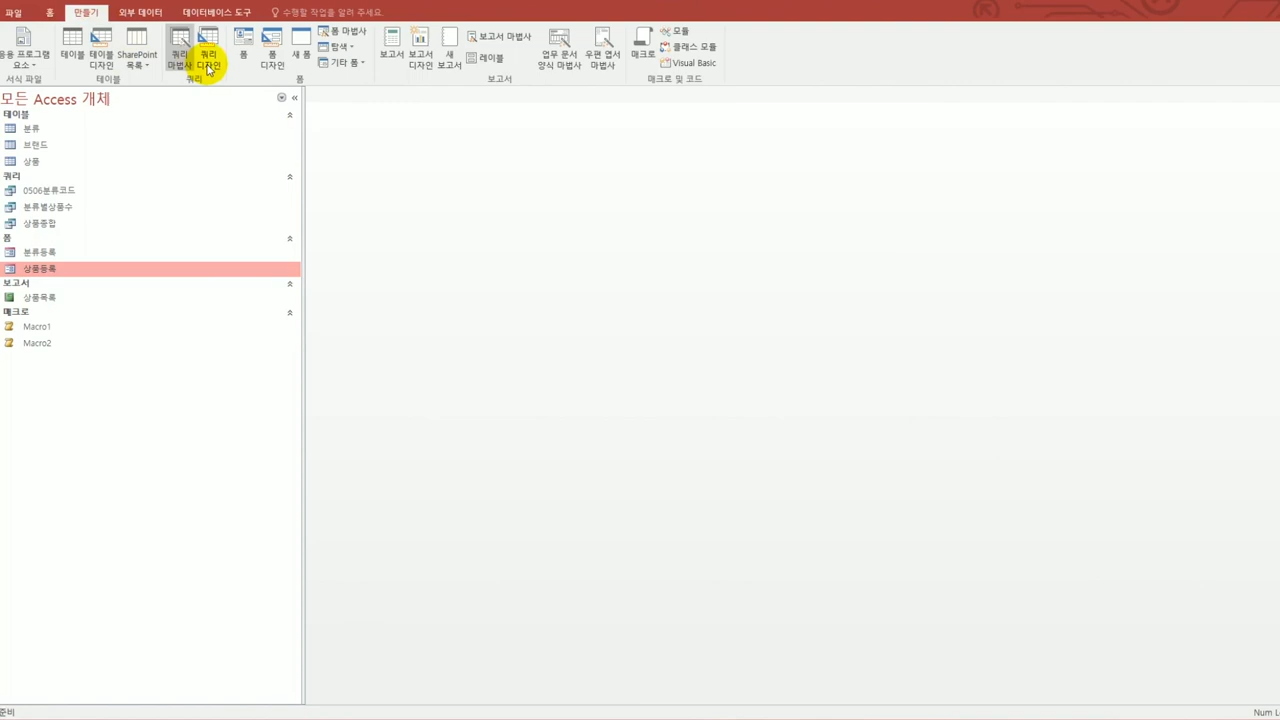 파일 홈 만들기 외부 데이터 데이터베이스 도구 수행할 작업을 알려 주세요.
응용 프로그램 요소
서식 파일
테이블
테이블 디자인
SharePoint 목록
테이블
쿼리 마법사
쿼리 디자인
쿼리
폼
폼 디자인
새 폼
폼 마법사
탐색
기타 폼
폼
보고서
보고서 디자인
새 보고서
보고서 마법사
레이블
업무 문서 양식 마법사
우편 엽서 마법사
보고서
매크로
모듈
클래스 모듈
Visual Basic
매크로 및 코드
모든 Access 개체
테이블
분류
브랜드
상품
쿼리
0506분류코드
분류별상품수
상품종합
폼
분류등록
상품등록
보고서
상품목록
매크로
Macro1
Macro2
준비
Num L